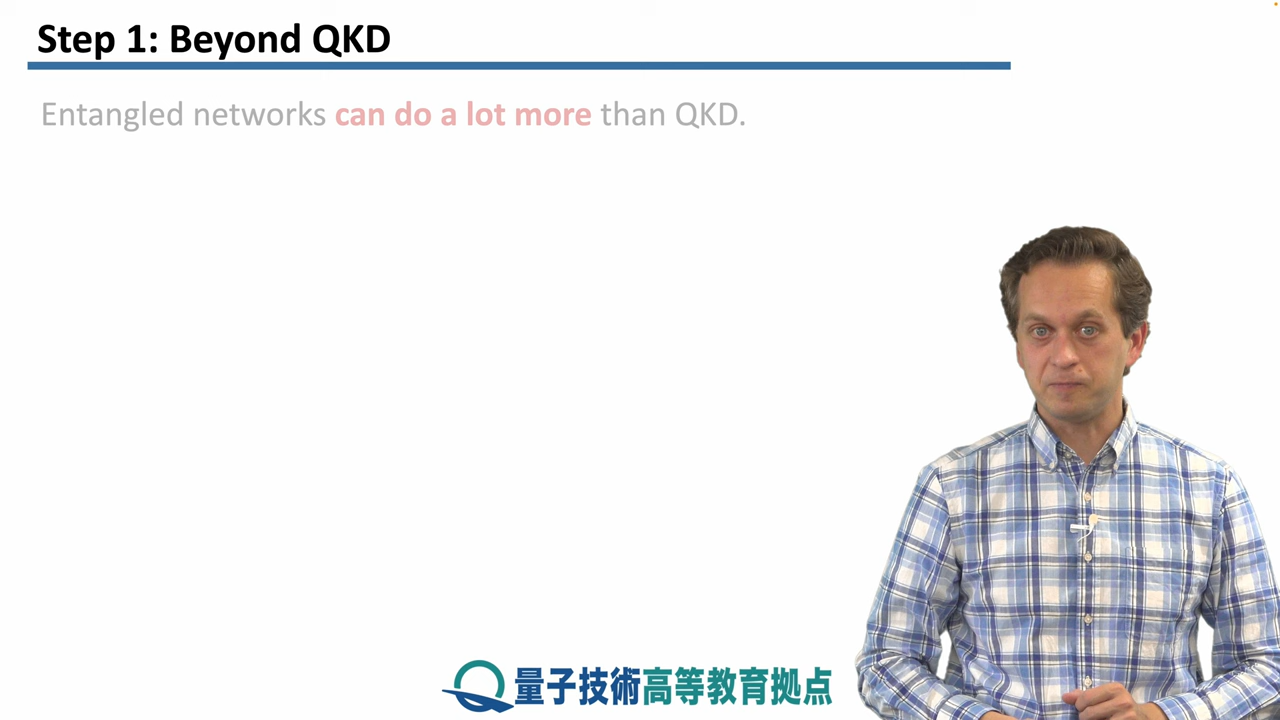 Step 1: Beyond QKD
Entangled networks can do a lot more than QKD.
量子技術高等教育拠点